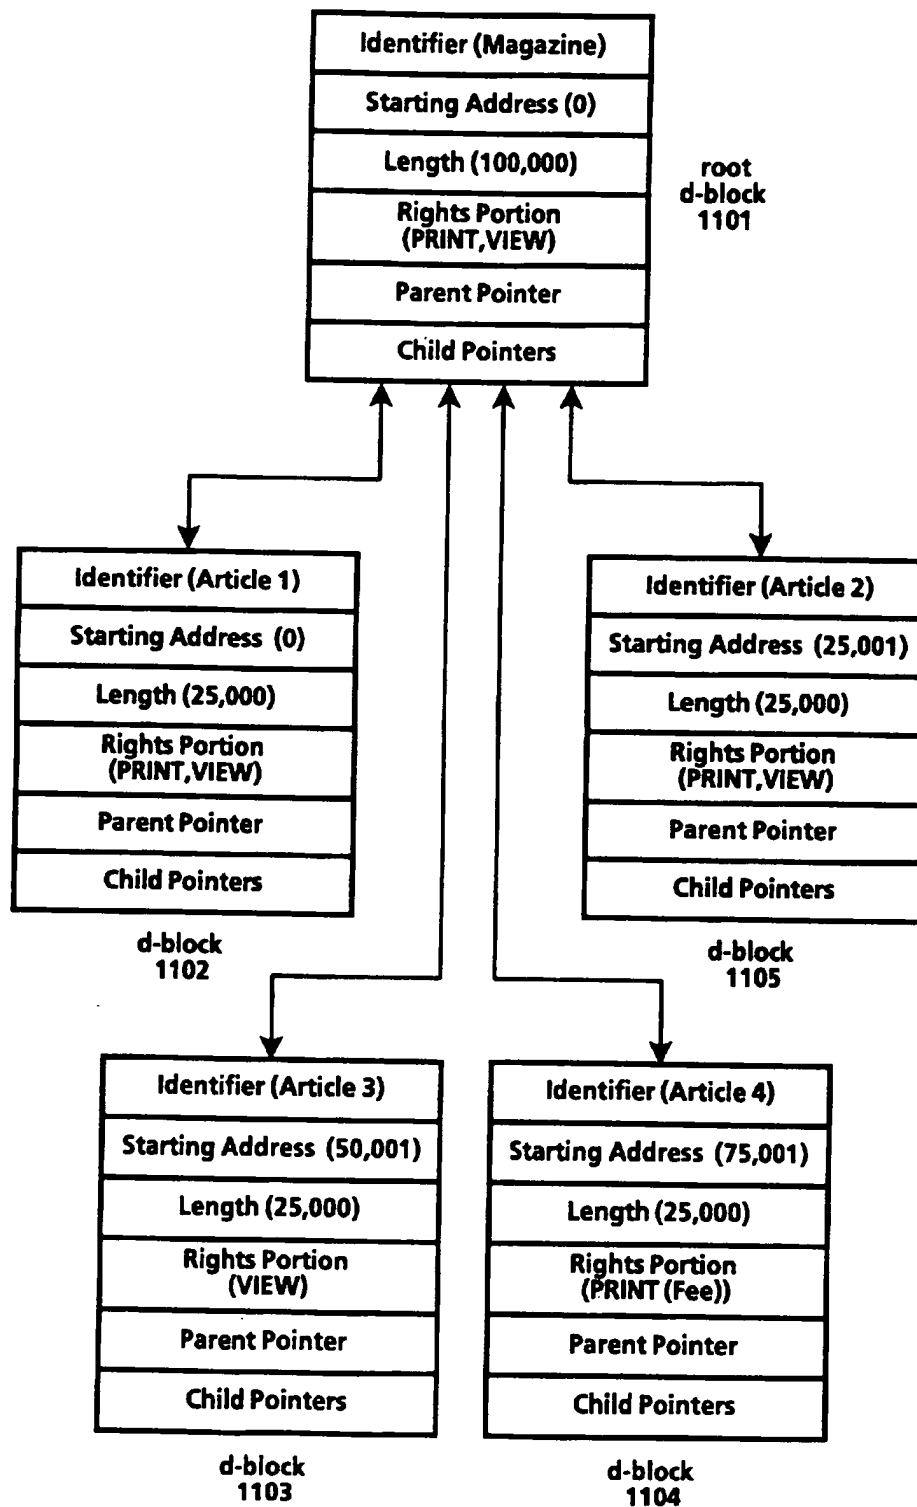 Identifier (Magazine)
Starting Address (0)
Length (100,000)
Rights Portion
(PRINT,VIEW)
Parent Pointer
Child Pointers
root
d-block
1101
Identifier (Article 1)
Starting Address (0)
Length (25,000)
Rights Portion
(PRINT,VIEW)
Parent Pointer
Child Pointers
d-block
1102
Identifier (Article 2)
Starting Address (25,001)
Length (25,000)
Rights Portion
(PRINT,VIEW)
Parent Pointer
Child Pointers
d-block
1105
Identifier (Article 3)
Starting Address (50,001)
Length (25,000)
Rights Portion
(VIEW)
Parent Pointer
Child Pointers
d-block
1103
Identifier (Article 4)
Starting Address (75,001)
Length (25,000)
Rights Portion
(PRINT (Fee))
Parent Pointer
Child Pointers
d-block
1104